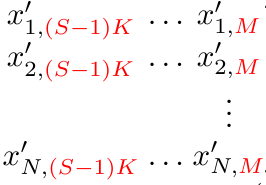 x′1,(S−1)K … x′1,M
x′2,(S−1)K … x′2,M
⋮
x′N,(S−1)K … x′N,M